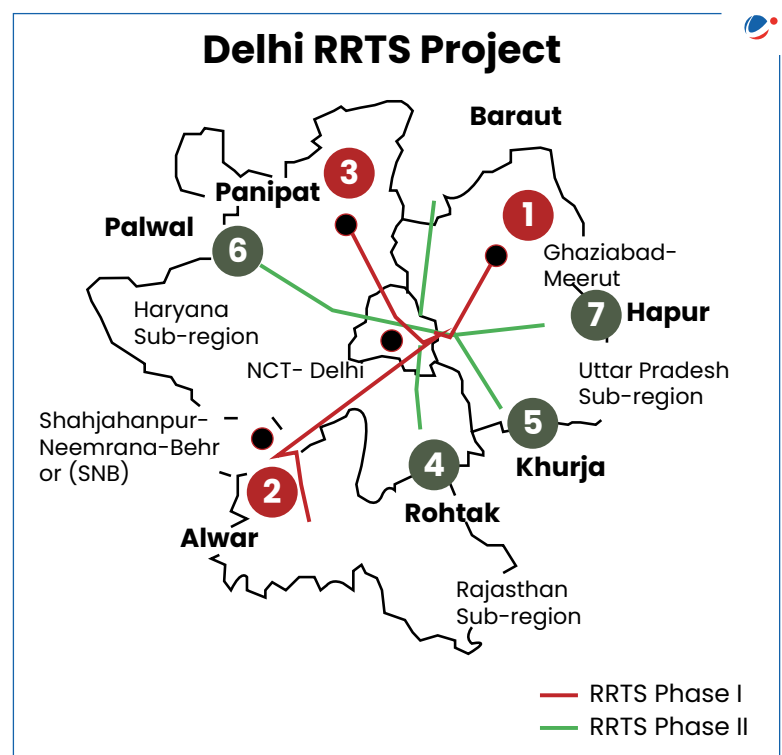 Delhi RRTS Project
Baraut
3
Panipat
1
Palwal
6
Ghaziabad-
Meerut
7
Hapur
Haryana
Sub-region
NCT- Delhi
Uttar Pradesh
Sub-region
Shahjahanpur-
Neemrana-Behr
or (SNB)
5
Khurja
4
Rohtak
2
Alwar
Rajasthan
Sub-region
RRTS Phase I
RRTS Phase II